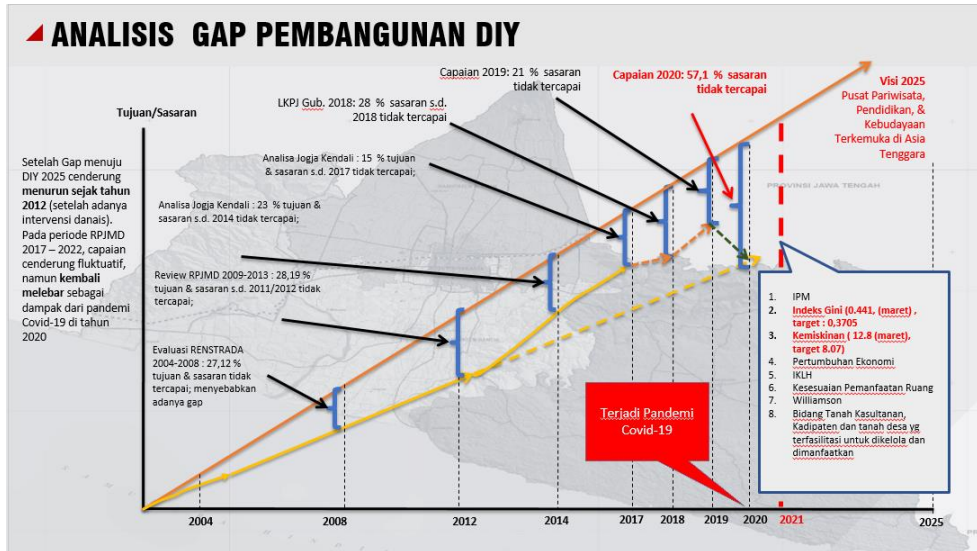 ANALISIS GAP PEMBANGUNAN DIY
Capaian 2019: 21 % sasaran
tidak tercapai
Capaian 2020: 57,1 % sasaran
tidak tercapai
Visi 2025
Pusat Pariwisata,
Pendidikan, &
Kebudayaan
Terkemuka di Asia
Tenggara
Tujuan/Sasaran
LKPJ Gub. 2018: 28 % sasaran s.d.
2018 tidak tercapai
Setelah Gap menuju
DIY 2025 cenderung
menurun sejak tahun
2012 (setelah adanya
intervensi danais).
Pada periode RPJMD
2017 – 2022, capaian
cenderung fluktuatif,
namun kembali
melebar sebagai
dampak dari pandemi
Covid-19 di tahun
2020
Analisa Jogja Kendali : 15 % tujuan
& sasaran s.d. 2017 tidak tercapai;
Analisa Jogja Kendali : 23 % tujuan &
sasaran s.d. 2014 tidak tercapai;
Review RPJMD 2009-2013 : 28,19 %
tujuan & sasaran s.d. 2011/2012 tidak
tercapai;
Evaluasi RENSTRADA
2004-2008 : 27,12 %
tujuan & sasaran tidak
tercapai; menyebabkan
adanya gap
PROVINSI JAWA TENGAH
1. IPM
2. Indeks Gini (0.441, (maret) ,
target : 0,3705
3. Kemiskinan ( 12.8 (maret),
target 8.07)
4. Pertumbuhan Ekonomi
5. IKLH
6. Kesesuaian Pemanfaatan Ruang
7. Williamson
8. Bidang Tanah Kasultanan,
Kadipaten dan tanah desa yg
terfasilitasi untuk dikelola dan
dimanfaatkan
Terjadi Pandemi
Covid-19
2004
2008
2012
2014
2017
2018
2019
2020
2021
2025